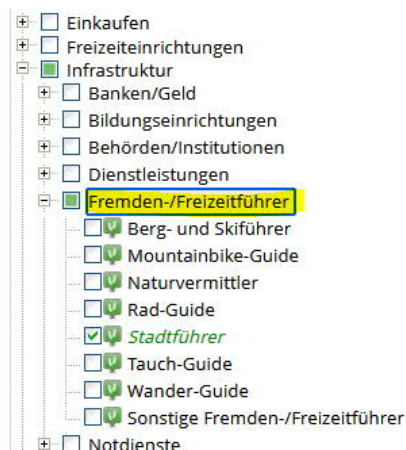 Einkaufen
Freizeiteinrichtungen
Infrastruktur
Banken/Geld
Bildungseinrichtungen
Behörden/Institutionen
Dienstleistungen
Fremden-/Freizeitführer
Berg- und Skiführer
Mountainbike-Guide
Naturvermittler
Rad-Guide
Stadtführer
Tauch-Guide
Wander-Guide
Sonstige Fremden-/Freizeitführer
Notdienste